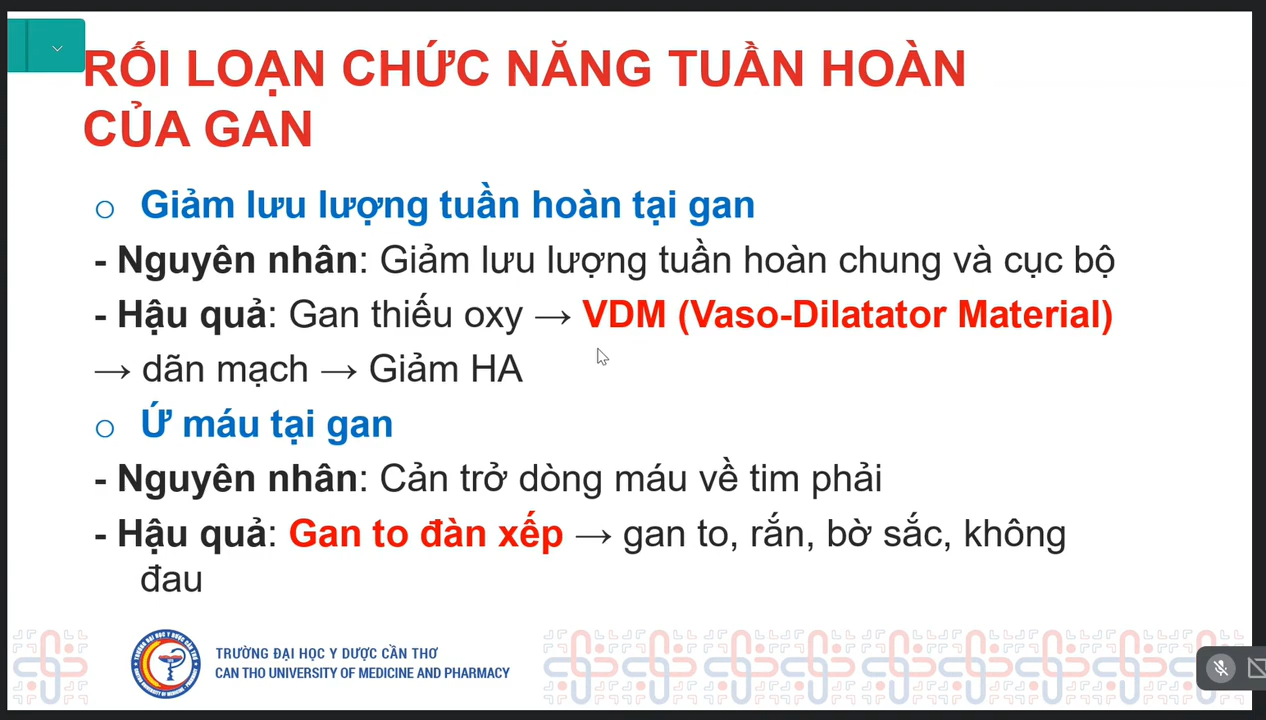 RỐI LOẠN CHỨC NĂNG TUẦN HOÀN
CỦA GAN
o Giảm lưu lượng tuần hoàn tại gan
- Nguyên nhân: Giảm lưu lượng tuần hoàn chung và cục bộ
- Hậu quả: Gan thiếu oxy → VDM (Vaso-Dilatator Material)
→ dãn mạch → Giảm HA
o Ứ máu tại gan
- Nguyên nhân: Cản trở dòng máu về tim phải
- Hậu quả: Gan to đàn xếp → gan to, rắn, bờ sắc, không
đau
TRƯỜNG ĐẠI HỌC Y DƯỢC CẦN THƠ
CAN THO UNIVERSITY OF MEDICINE AND PHARMACY